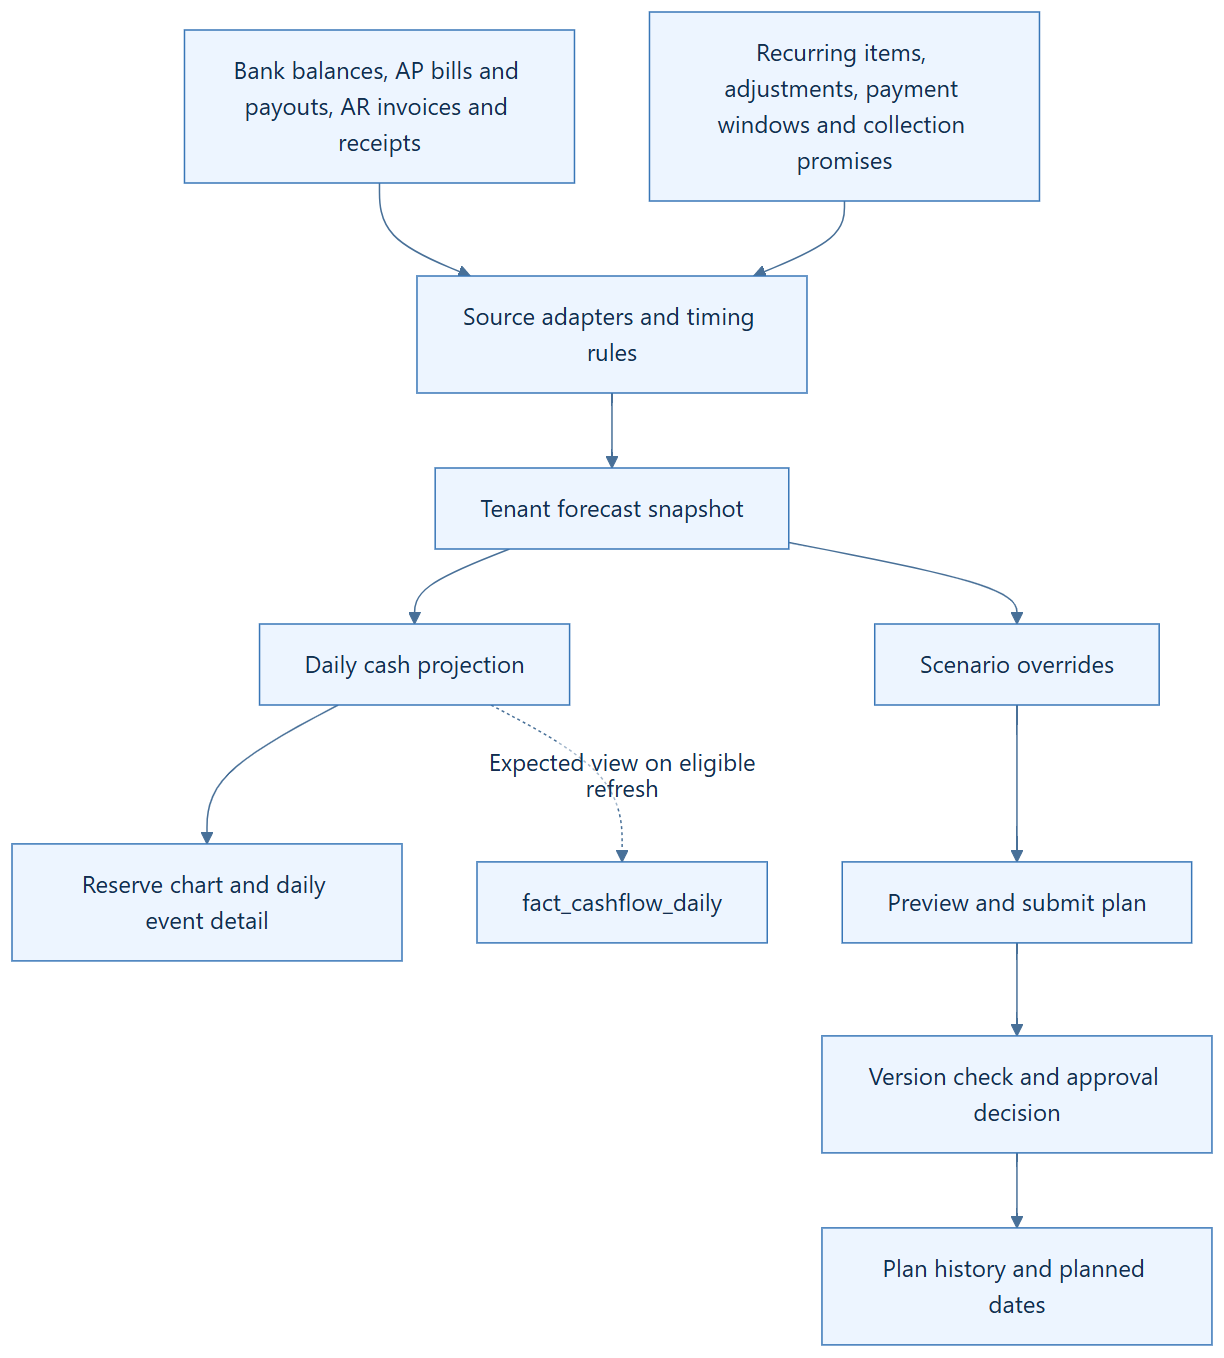 Bank balances, AP bills and
payouts, AR invoices and
receipts
Recurring items,
adjustments, payment
windows and collection
promises
Source adapters and timing
rules
Tenant forecast snapshot
Daily cash projection
Scenario overrides
Expected view on eligible
refresh
Reserve chart and daily
event detail
fact_cashflow_daily
Preview and submit plan
Version check and approval
decision
Plan history and planned
dates